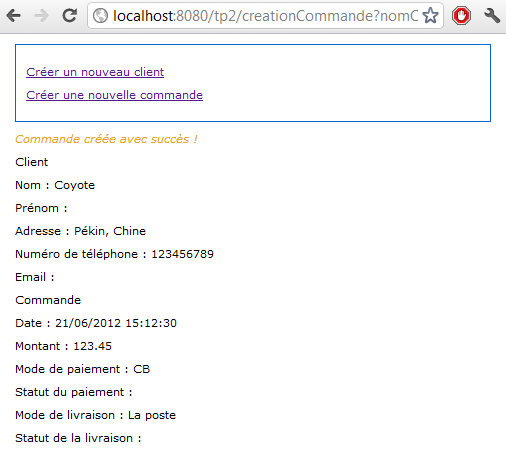 localhost:8080/tp2/creationCommande?nomC
Créer un nouveau client
Créer une nouvelle commande
Commande créée avec succès !
Client
Nom : Coyote
Prénom :
Adresse : Pékin, Chine
Numéro de téléphone : 123456789
Email :
Commande
Date : 21/06/2012 15:12:30
Montant : 123.45
Mode de paiement : CB
Statut du paiement :
Mode de livraison : La poste
Statut de la livraison :